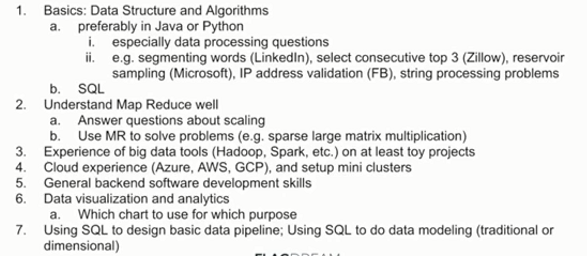 1. Basics: Data Structure and Algorithms
a. preferably in Java or Python
i. especially data processing questions
ii. e.g. segmenting words (LinkedIn), select consecutive top 3 (Zillow), reservoir
sampling (Microsoft), IP address validation (FB), string processing problems
b. SQL
2. Understand Map Reduce well
a. Answer questions about scaling
b. Use MR to solve problems (e.g. sparse large matrix multiplication)
3. Experience of big data tools (Hadoop, Spark, etc.) on at least toy projects
4. Cloud experience (Azure, AWS, GCP), and setup mini clusters
5. General backend software development skills
6. Data visualization and analytics
a. Which chart to use for which purpose
7. Using SQL to design basic data pipeline; Using SQL to do data modeling (traditional or
dimensional)